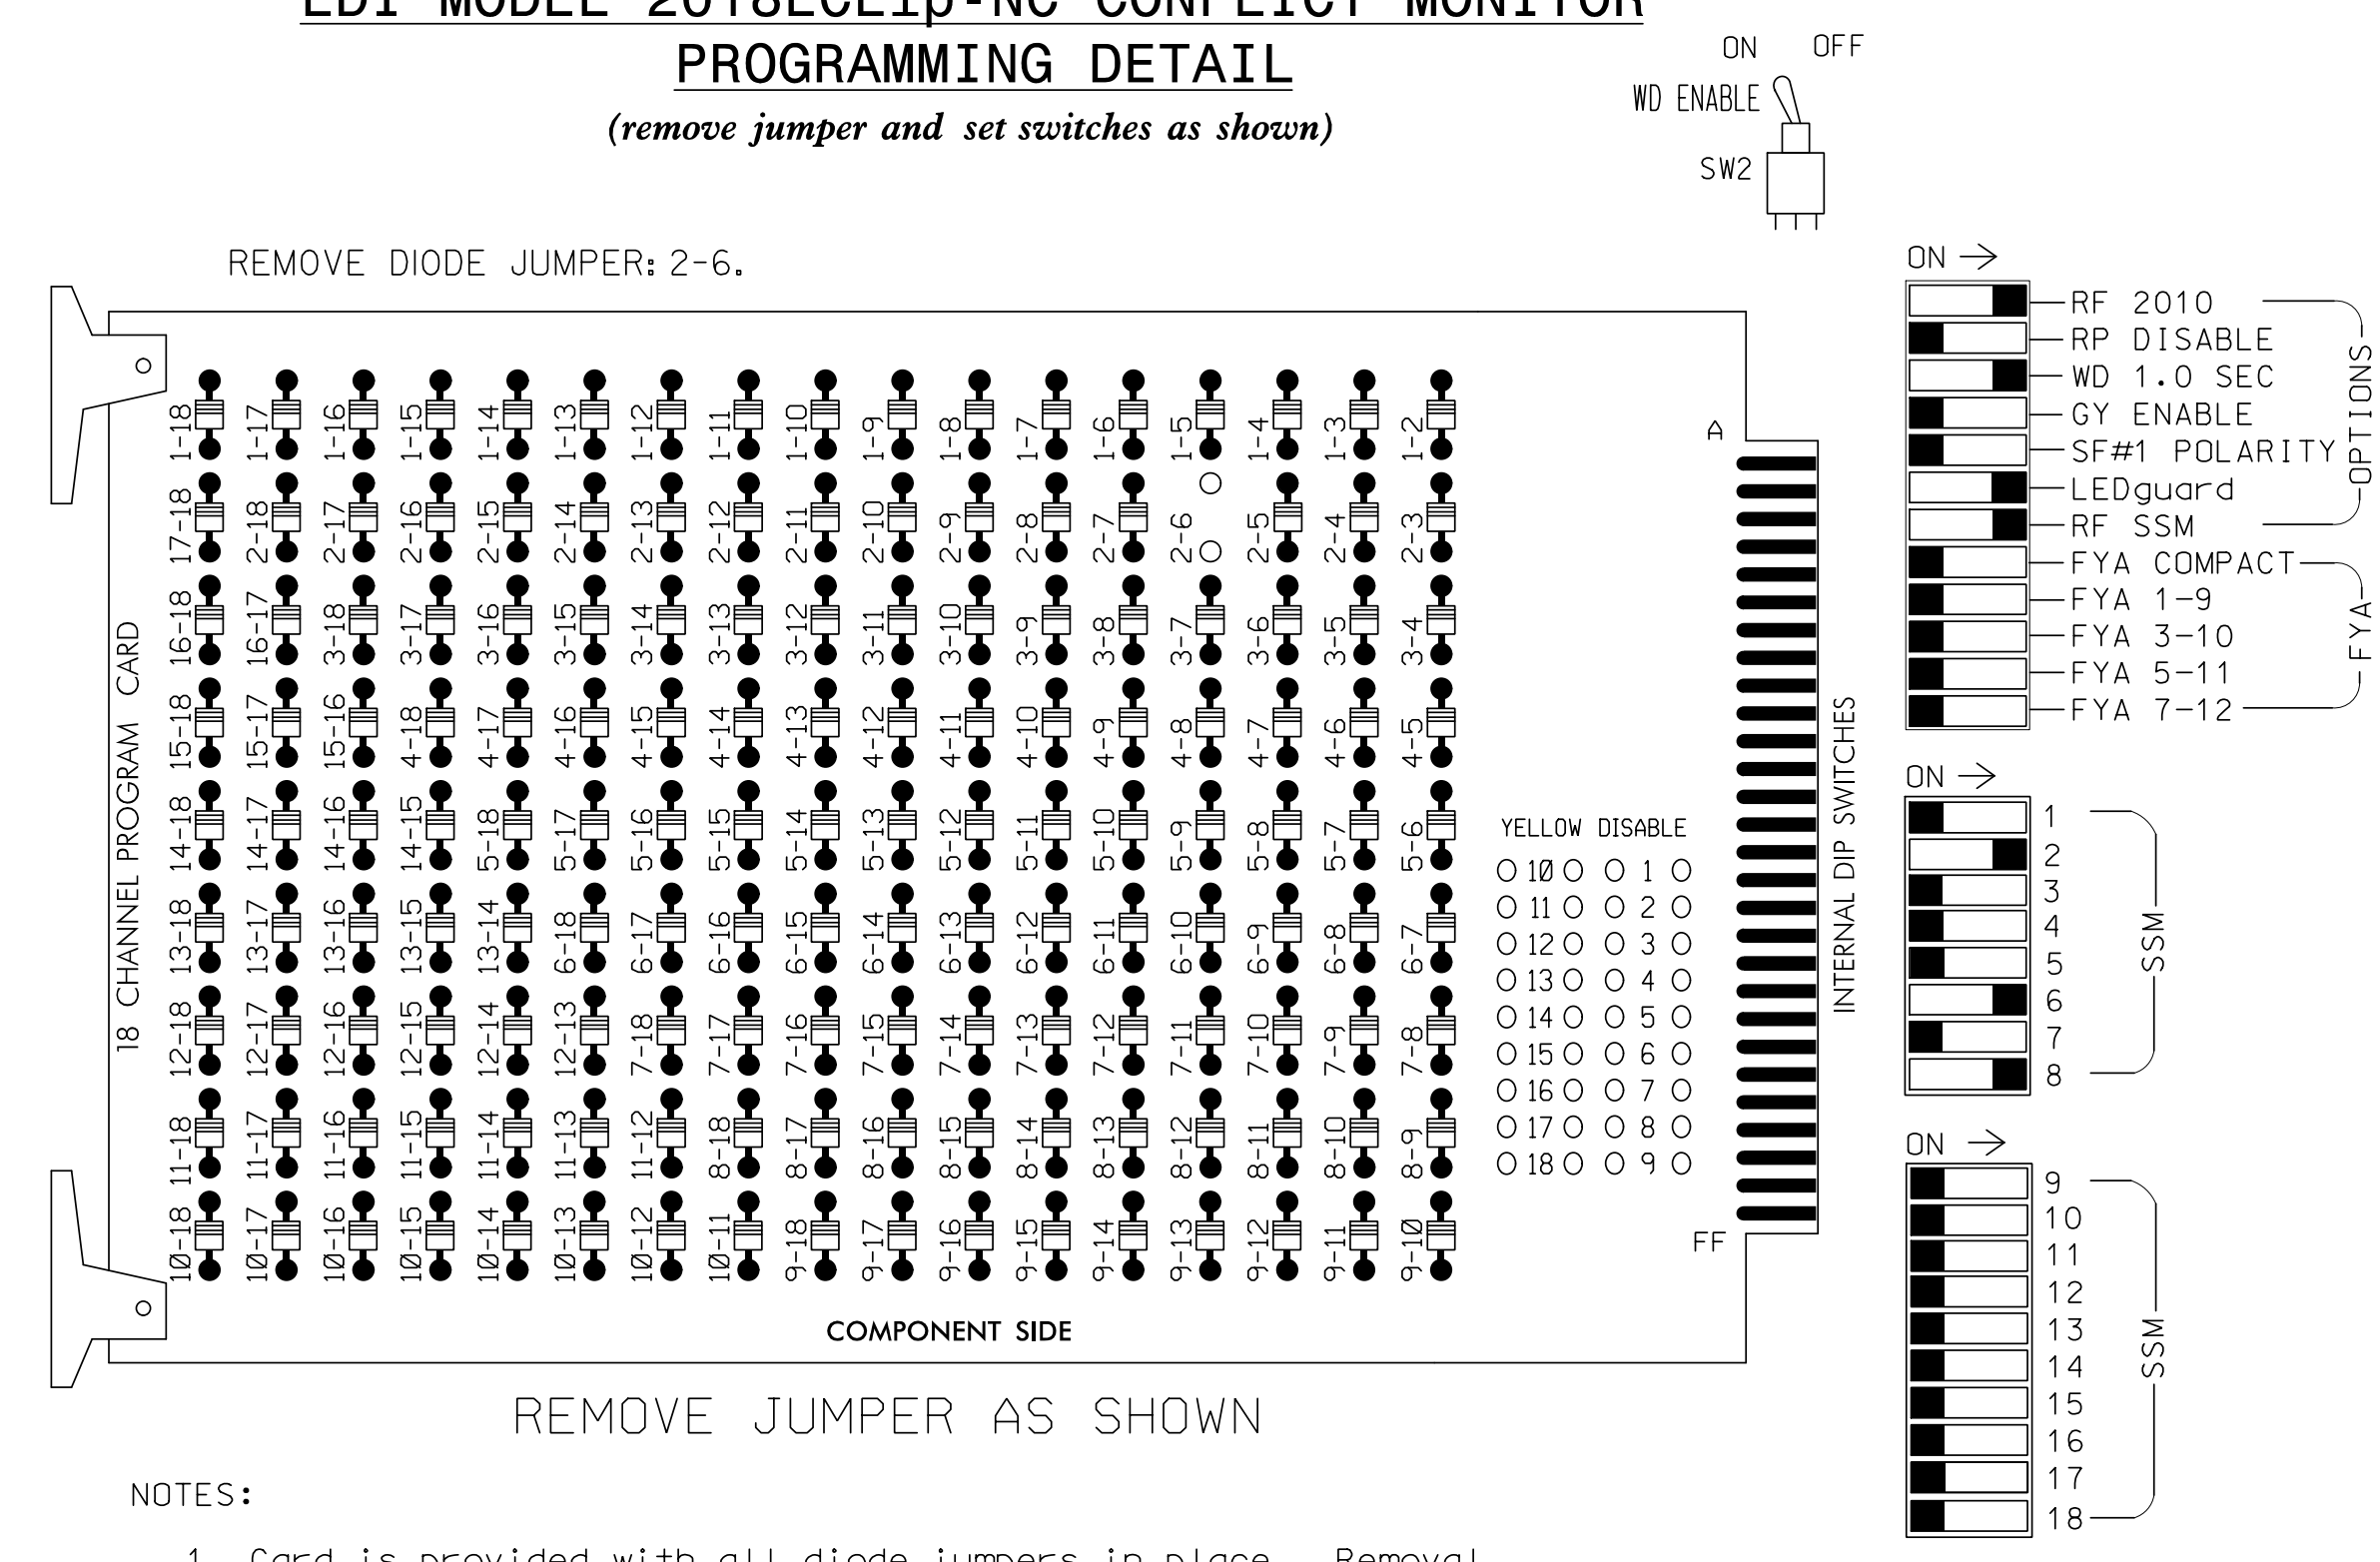 EDI MODEL 2018ECLip-NC CONFLICT MONITOR
PROGRAMMING DETAIL
(remove jumper and set switches as shown)
ON OFF
WD ENABLE
SW2
REMOVE DIODE JUMPER: 2-6.
18 CHANNEL PROGRAM CARD
1-18 1-17 1-16 1-15 1-14 1-13 1-12 1-11 1-10 1-9 1-8 1-7 1-6 1-5 1-4 1-3 1-2
17-18 2-18 2-17 2-16 2-15 2-14 2-13 2-12 2-11 2-10 2-9 2-8 2-7 2-6 2-5 2-4 2-3
16-18 16-17 3-18 3-17 3-16 3-15 3-14 3-13 3-12 3-11 3-10 3-9 3-8 3-7 3-6 3-5 3-4
15-18 15-17 15-16 4-18 4-17 4-16 4-15 4-14 4-13 4-12 4-11 4-10 4-9 4-8 4-7 4-6 4-5
14-18 14-17 14-16 14-15 5-18 5-17 5-16 5-15 5-14 5-13 5-12 5-11 5-10 5-9 5-8 5-7 5-6
13-18 13-17 13-16 13-15 13-14 6-18 6-17 6-16 6-15 6-14 6-13 6-12 6-11 6-10 6-9 6-8 6-7
12-18 12-17 12-16 12-15 12-14 12-13 7-18 7-17 7-16 7-15 7-14 7-13 7-12 7-11 7-10 7-9 7-8
11-18 11-17 11-16 11-15 11-14 11-13 11-12 8-18 8-17 8-16 8-15 8-14 8-13 8-12 8-11 8-10 8-9
10-18 10-17 10-16 10-15 10-14 10-13 10-12 10-11 9-18 9-17 9-16 9-15 9-14 9-13 9-12 9-11 9-10
A
YELLOW DISABLE
10 1
11 2
12 3
13 4
14 5
15 6
16 7
17 8
18 9
FF
COMPONENT SIDE
INTERNAL DIP SWITCHES
ON
RF 2010
RP DISABLE
WD 1.0 SEC
GY ENABLE
SF#1 POLARITY
LEDguard
RF SSM
OPTIONS
FYA COMPACT
FYA 1-9
FYA 3-10
FYA 5-11
FYA 7-12
FYA
ON
1
2
3
4
5
6
7
8
SSM
ON
9
10
11
12
13
14
15
16
17
18
SSM
REMOVE JUMPER AS SHOWN
NOTES:
1. Card is provided with all diode jumpers in place. Removal